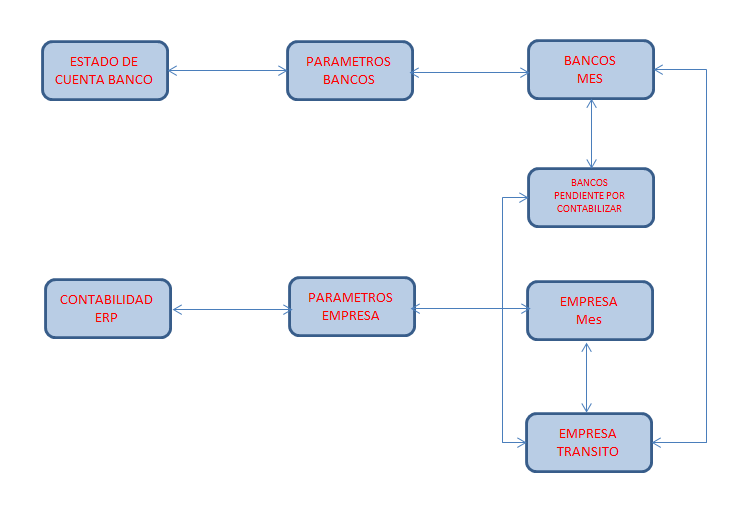 ESTADO DE
CUENTA BANCO
PARAMETROS
BANCOS
BANCOS
MES
BANCOS
PENDIENTE POR
CONTABILIZAR
CONTABILIDAD
ERP
PARAMETROS
EMPRESA
EMPRESA
Mes
EMPRESA
TRANSITO